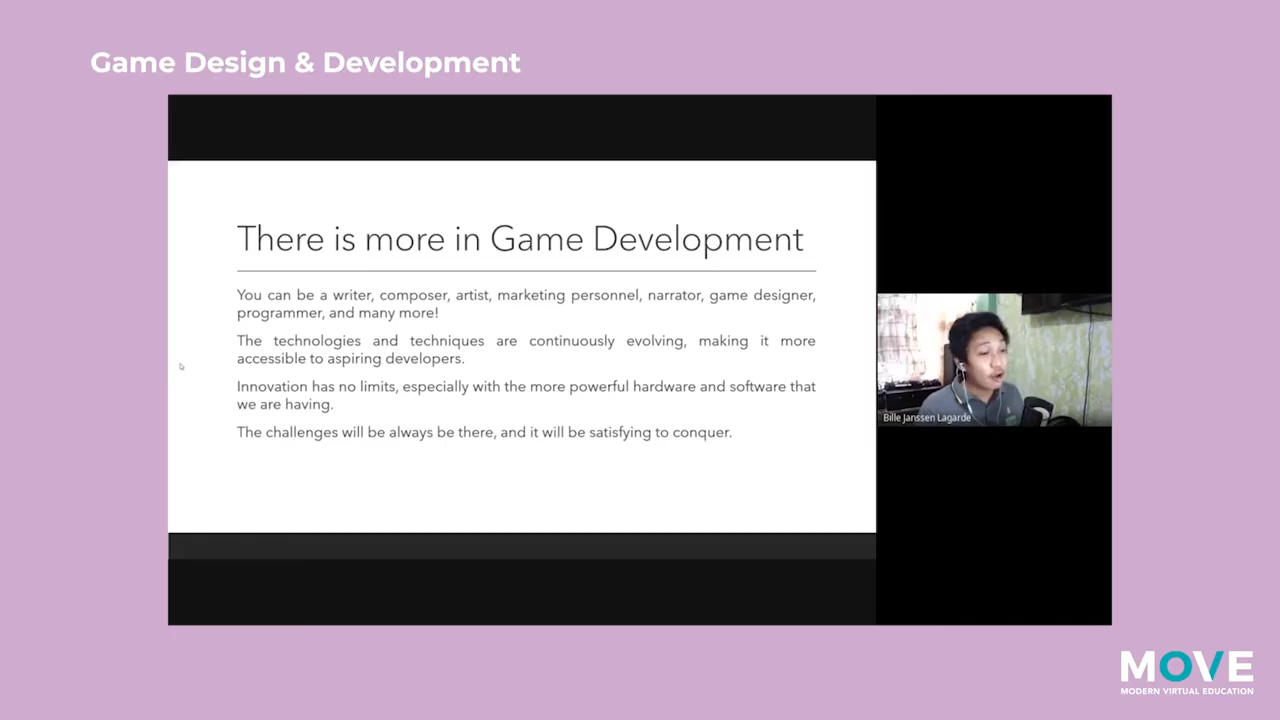 Game Design & Development
There is more in Game Development
You can be a writer, composer, artist, marketing personnel, narrator, game designer,
programmer, and many more!
The technologies and techniques are continuously evolving, making it more
accessible to aspiring developers.
Innovation has no limits, especially with the more powerful hardware and software that
we are having.
The challenges will be always be there, and it will be satisfying to conquer.
Bille Janssen Lagarde
MOVE
MODERN VIRTUAL EDUCATION